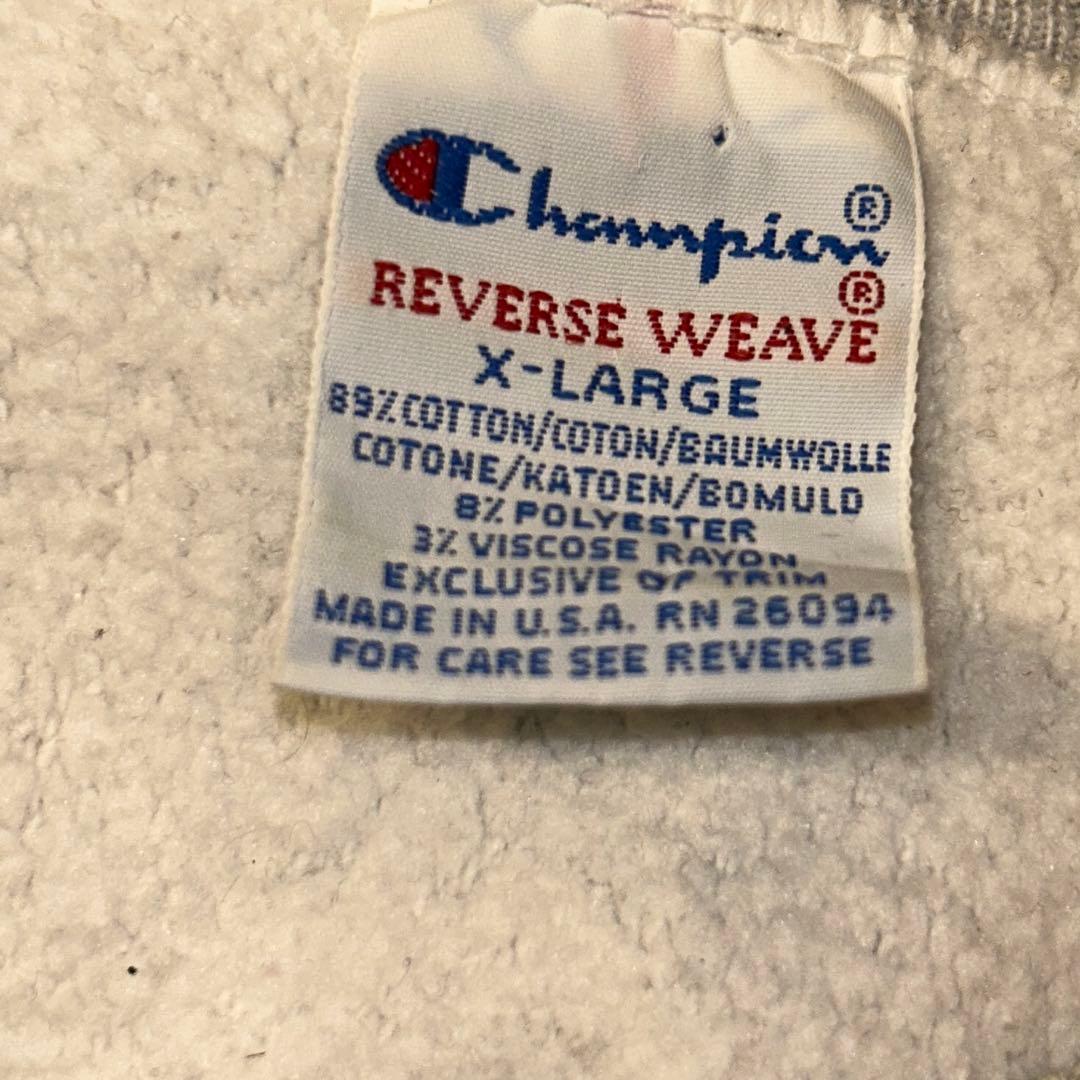 Champion®
REVERSE WEAVE®
X-LARGE
89% COTTON/COTON/BAUMWOLLE
COTONE/KATOEN/BOMULD
8% POLYESTER
3% VISCOSE RAYON
EXCLUSIVE OF TRIM
MADE IN U.S.A. RN 26094
FOR CARE SEE REVERSE